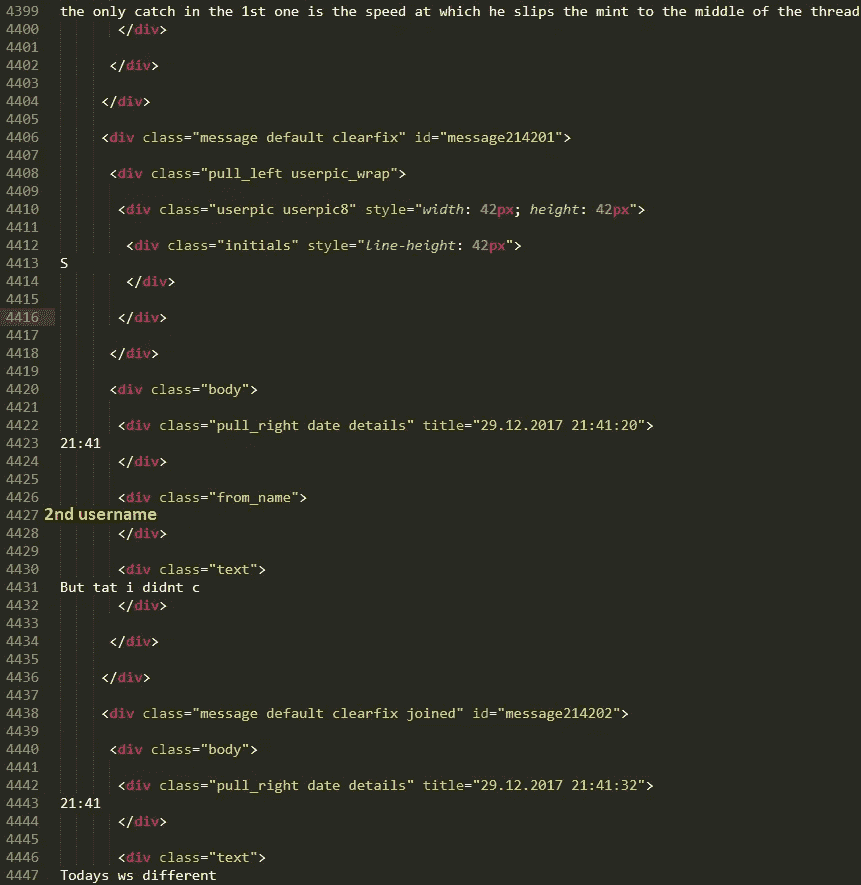 4399 the only catch in the 1st one is the speed at which he slips the mint to the middle of the thread
4400 </div>
4401
4402 </div>
4403
4404 </div>
4405
4406 <div class="message default clearfix" id="message214201">
4407
4408 <div class="pull_left userpic_wrap">
4409
4410 <div class="userpic userpic8" style="width: 42px; height: 42px">
4411
4412 <div class="initials" style="line-height: 42px">
4413 S
4414 </div>
4415
4416 </div>
4417
4418 </div>
4419
4420 <div class="body">
4421
4422 <div class="pull_right date details" title="29.12.2017 21:41:20">
4423 21:41
4424 </div>
4425
4426 <div class="from_name">
4427 2nd username
4428 </div>
4429
4430 <div class="text">
4431 But tat i didnt c
4432 </div>
4433
4434 </div>
4435
4436 </div>
4437
4438 <div class="message default clearfix joined" id="message214202">
4439
4440 <div class="body">
4441
4442 <div class="pull_right date details" title="29.12.2017 21:41:32">
4443 21:41
4444 </div>
4445
4446 <div class="text">
4447 Todays ws different